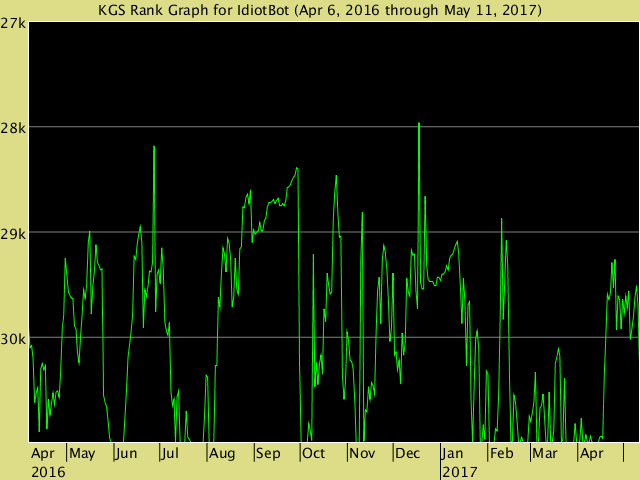 KGS Rank Graph for IdiotBot (Apr 6, 2016 through May 11, 2017)
27k
28k
29k
30k
Apr May Jun Jul Aug Sep Oct Nov Dec Jan Feb Mar Apr
2016 2017